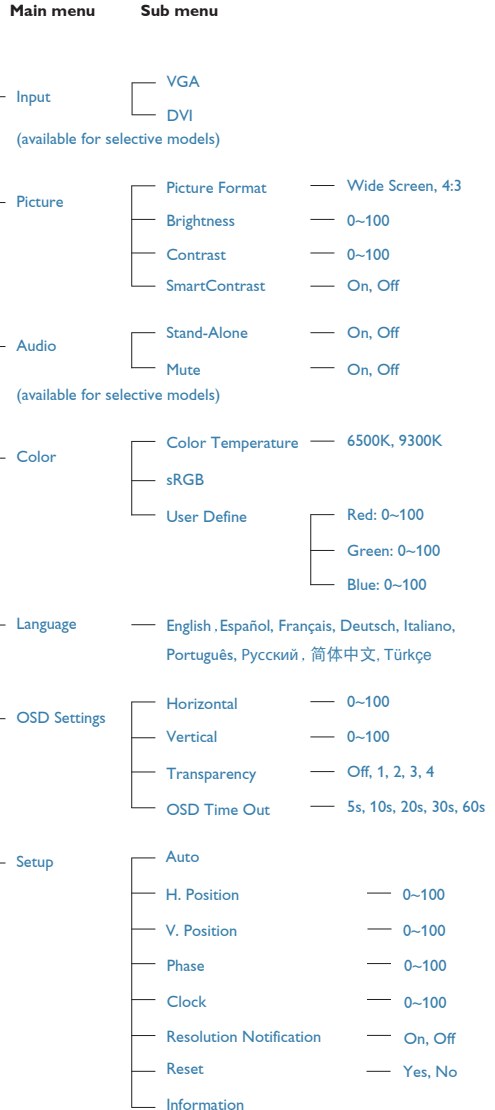 Main menu Sub menu
VGA
Input
DVI
(available for selective models)
Picture Format Wide Screen, 4:3
Picture
Brightness 0~100
Contrast 0~100
SmartContrast On, Off
Stand-Alone On, Off
Audio
Mute On, Off
(available for selective models)
Color Temperature 6500K, 9300K
Color
sRGB
User Define Red: 0~100
Green: 0~100
Blue: 0~100
Language English , Español, Français, Deutsch, Italiano,
Português, Русский , 简体中文, Türkçe
Horizontal 0~100
OSD Settings
Vertical 0~100
Transparency Off, 1, 2, 3, 4
OSD Time Out 5s, 10s, 20s, 30s, 60s
Auto
Setup
H. Position 0~100
V. Position 0~100
Phase 0~100
Clock 0~100
Resolution Notification On, Off
Reset Yes, No
Information